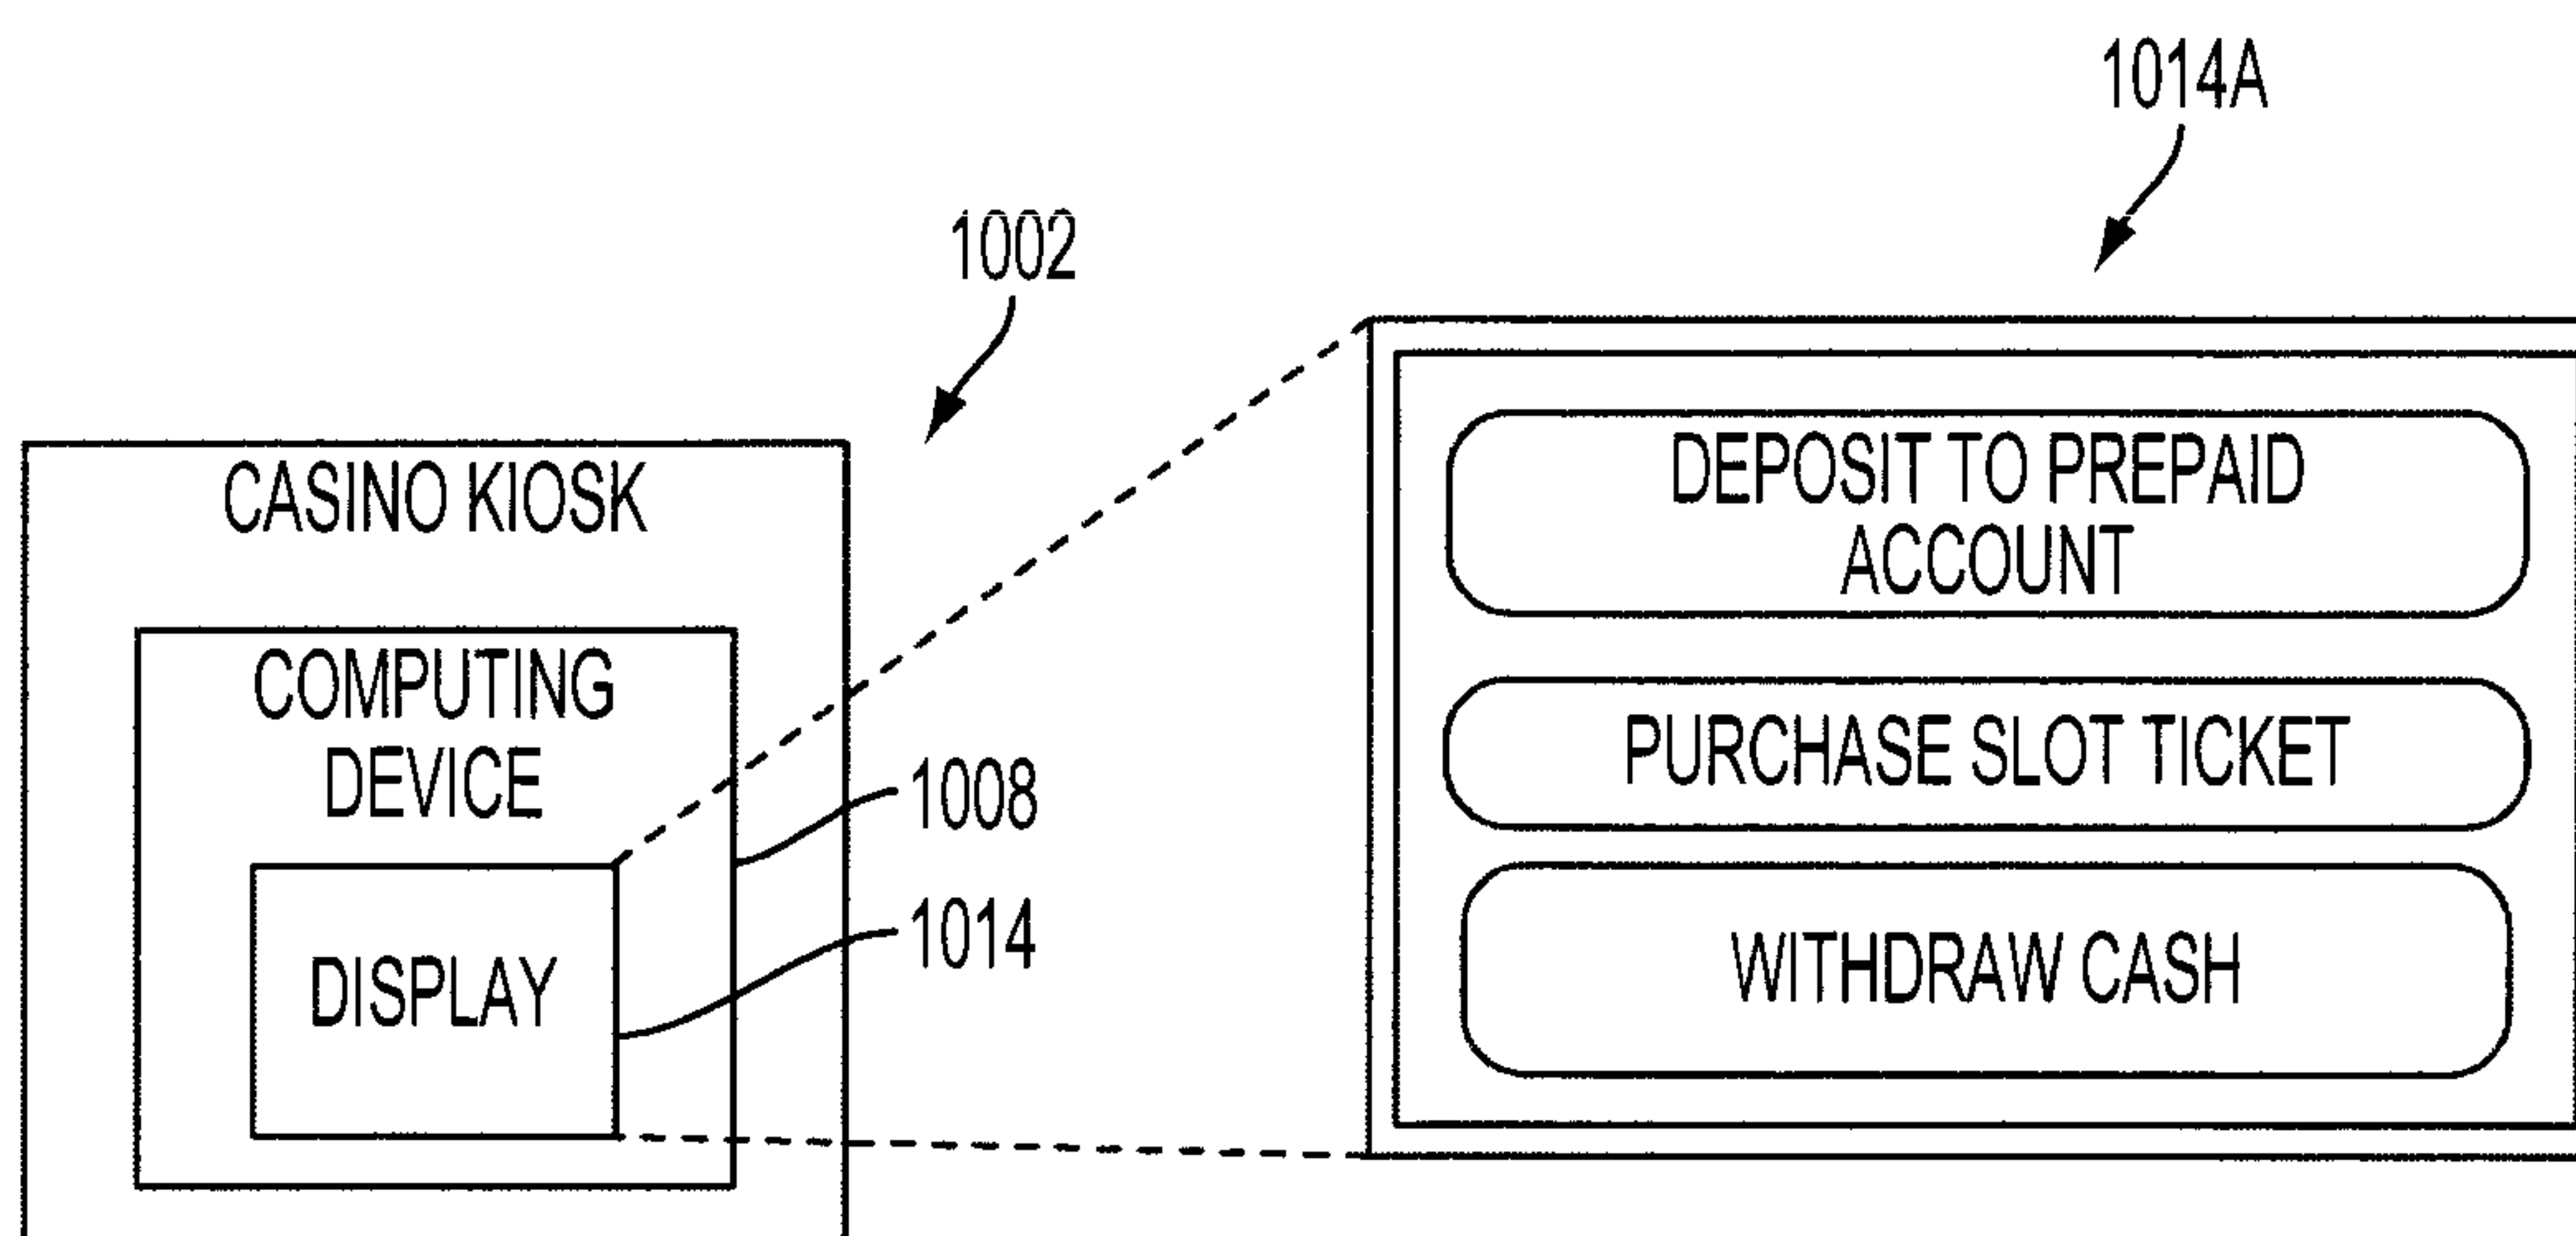 1014A
1002
CASINO KIOSK
COMPUTING
DEVICE
DISPLAY
1008
1014
DEPOSIT TO PREPAID
ACCOUNT
PURCHASE SLOT TICKET
WITHDRAW CASH